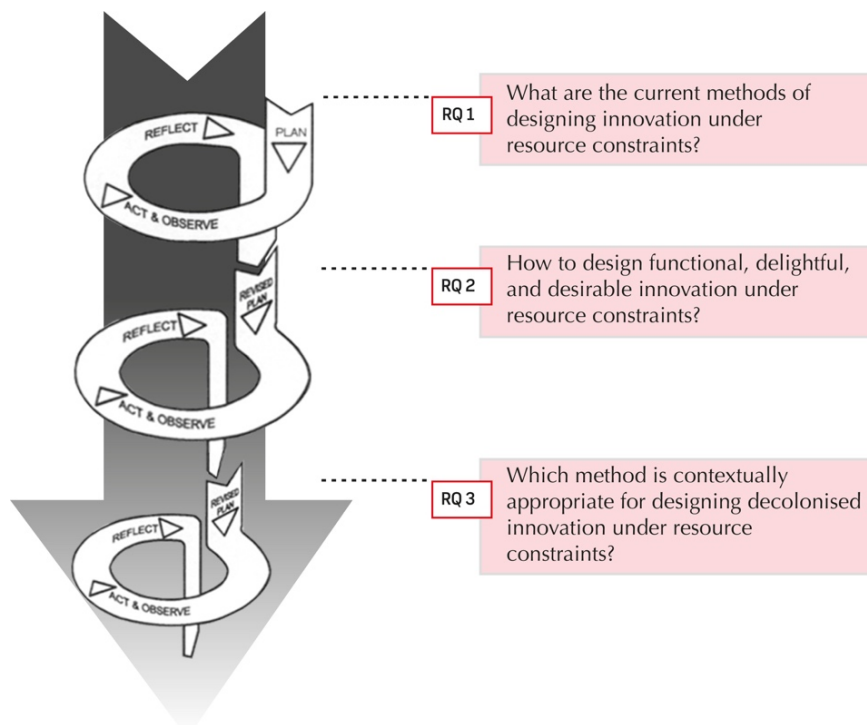 REFLECT
PLAN
ACT & OBSERVE
RQ 1
What are the current methods of
designing innovation under
resource constraints?
REVISED
PLAN
REFLECT
ACT & OBSERVE
RQ 2
How to design functional, delightful,
and desirable innovation under
resource constraints?
REVISED
PLAN
REFLECT
ACT & OBSERVE
RQ 3
Which method is contextually
appropriate for designing decolonised
innovation under resource
constraints?